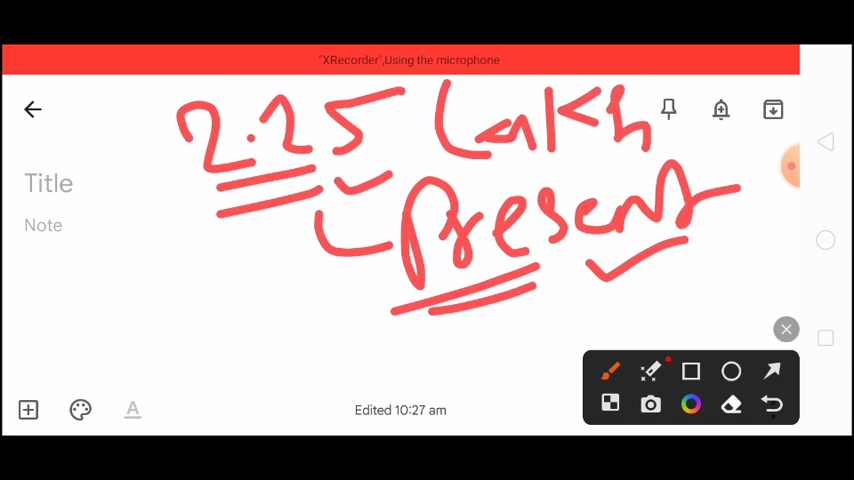 "XRecorder",Using the microphone
2.25 Lakh
Title
Present
Note
A
Edited 10:27 am